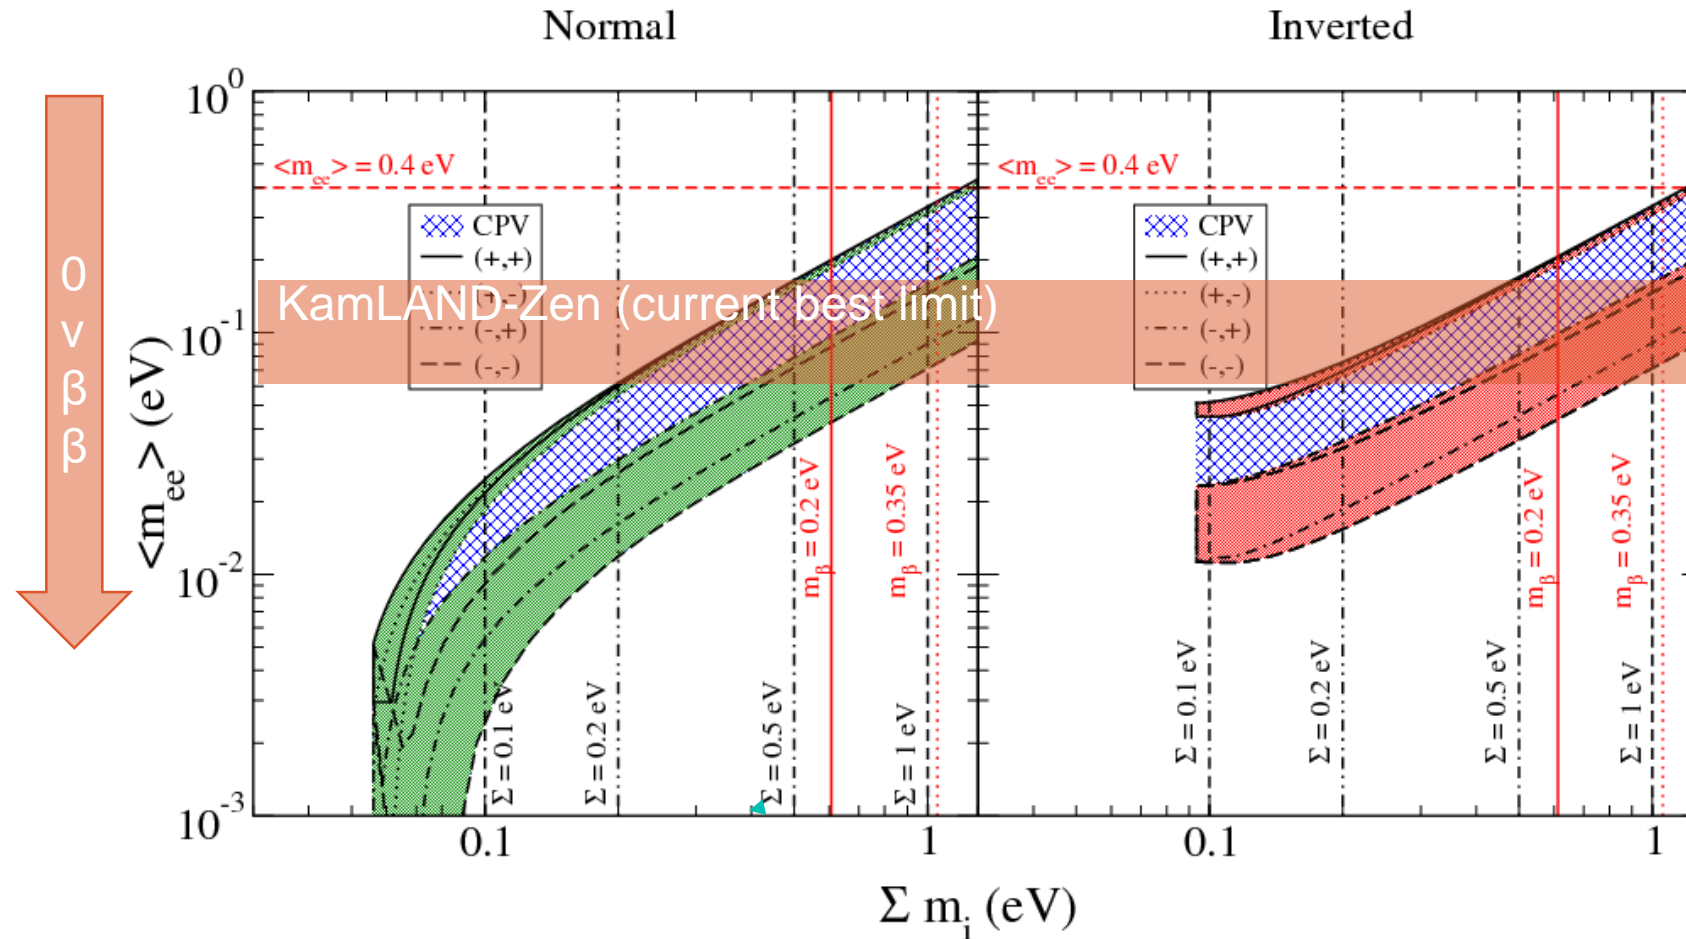 Normal
Inverted
0
ν
β
β
<m_ee> (eV)
10^0
10^-1
10^-2
10^-3
<m_ee> = 0.4 eV
CPV
(+,+)
(+,-)
(-,+)
(-,-)
KamLAND-Zen (current best limit)
m_β = 0.2 eV
m_β = 0.35 eV
Σ = 0.1 eV
Σ = 0.2 eV
Σ = 0.5 eV
Σ = 1 eV
0.1
1
<m_ee> = 0.4 eV
CPV
(+,+)
(+,-)
(-,+)
(-,-)
m_β = 0.2 eV
m_β = 0.35 eV
Σ = 0.1 eV
Σ = 0.2 eV
Σ = 0.5 eV
Σ = 1 eV
0.1
1
Σ m_i (eV)